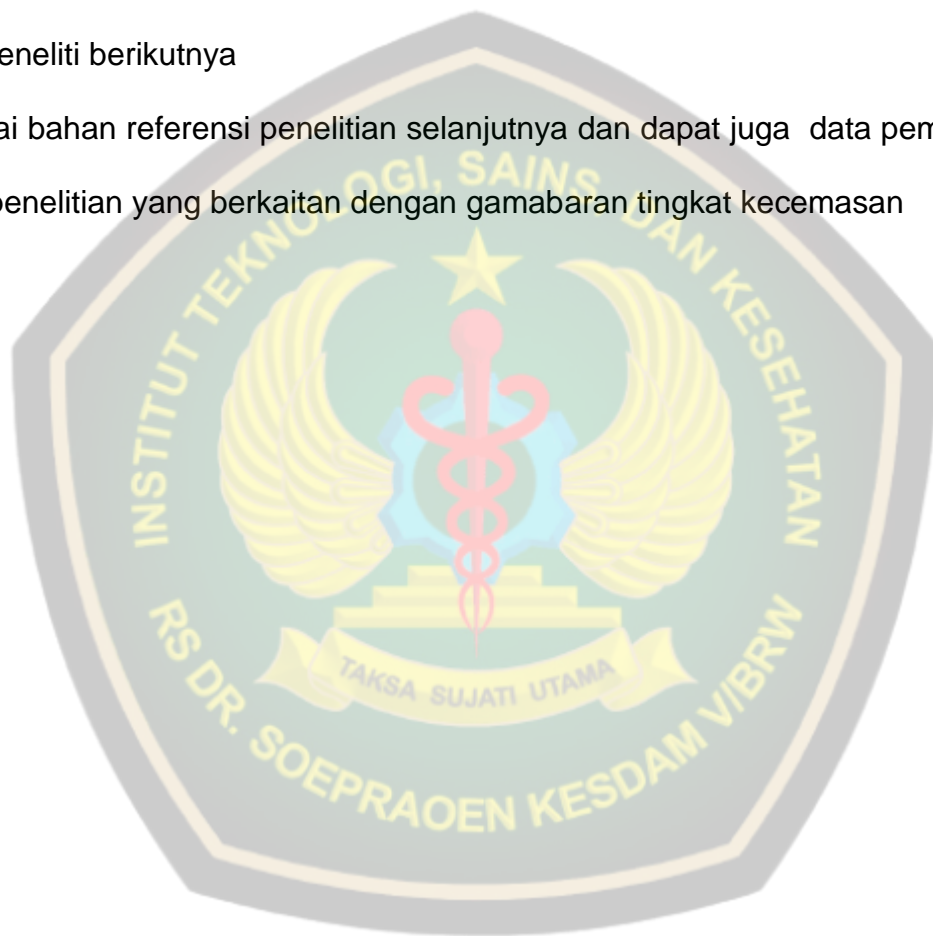 eneliti berikutnya
ai bahan referensi penelitian selanjutnya dan dapat juga data pem
penelitian yang berkaitan dengan gamabaran tingkat kecemasan
INSTITUT TEKNOLOGI, SAINS DAN KESEHATAN
TAKSA SUJATI UTAMA
RS DR. SOEPRAOEN KESDAM V/BRW